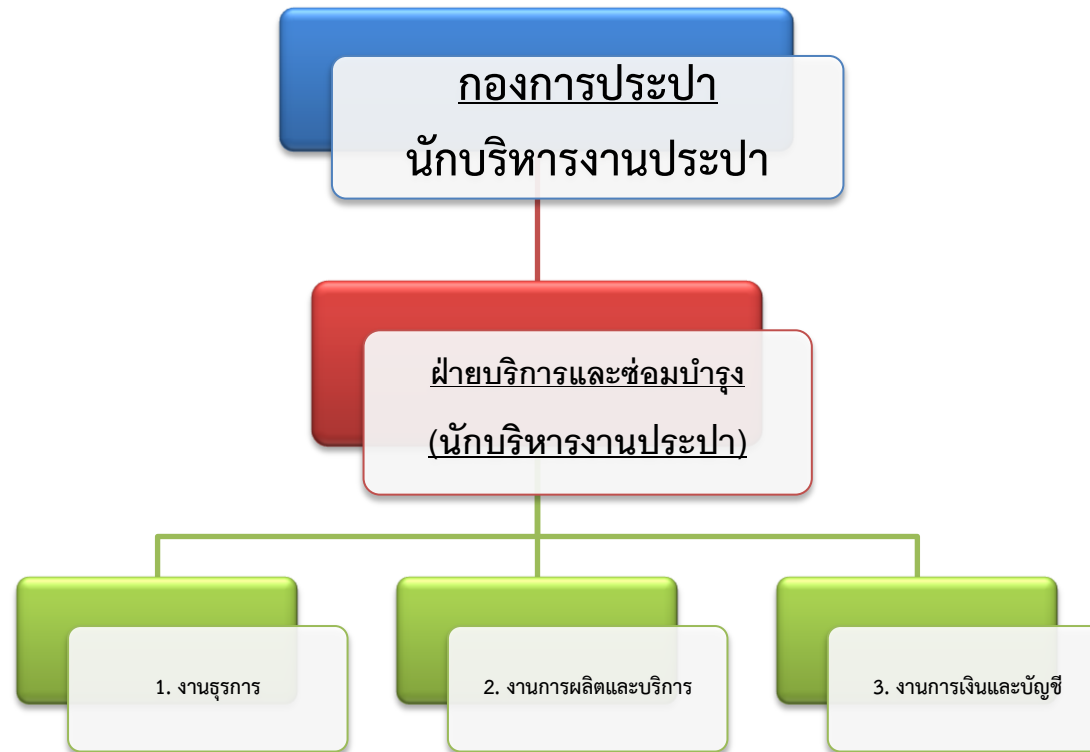 กองการประปา
นักบริหารงานประปา
ฝ่ายบริการและซ่อมบำรุง
(นักบริหารงานประปา)
1. งานธุรการ
2. งานการผลิตและบริการ
3. งานการเงินและบัญชี